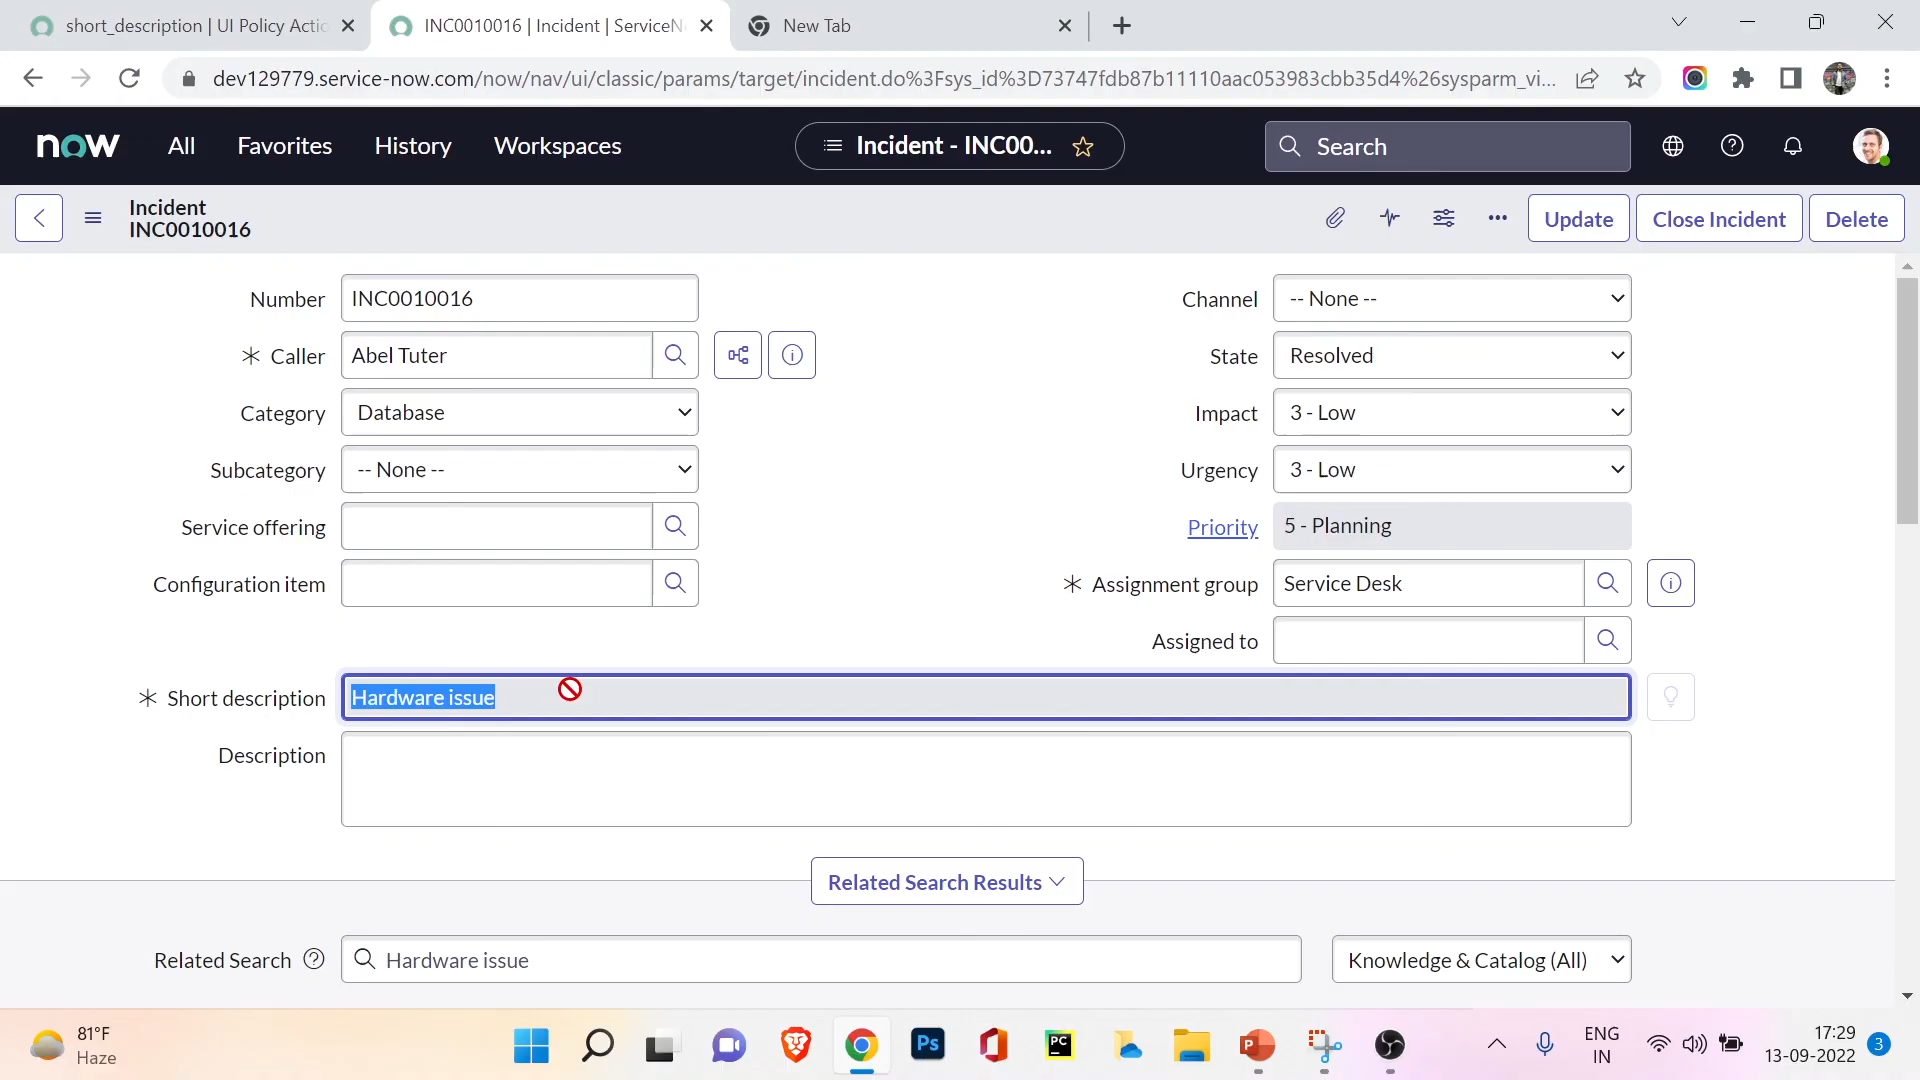 short_description | UI Policy Actic
INC0010016 | Incident | ServiceN
New Tab
dev129779.service-now.com/now/nav/ui/classic/params/target/incident.do%3Fsys_id%3D73747fdb87b11110aac053983cbb35d4%26sysparm_vi...
now
All
Favorites
History
Workspaces
Incident - INC00...
Search
Incident
INC0010016
Update
Close Incident
Delete
Number
INC0010016
Channel
-- None --
* Caller
Abel Tuter
State
Resolved
Category
Database
Impact
3 - Low
Subcategory
-- None --
Urgency
3 - Low
Service offering
Priority
5 - Planning
Configuration item
* Assignment group
Service Desk
Assigned to
* Short description
Hardware issue
Description
Related Search Results
Related Search
Hardware issue
Knowledge & Catalog (All)
81°F
Haze
Ps
PC
P
ENG
IN
17:29
13-09-2022
3